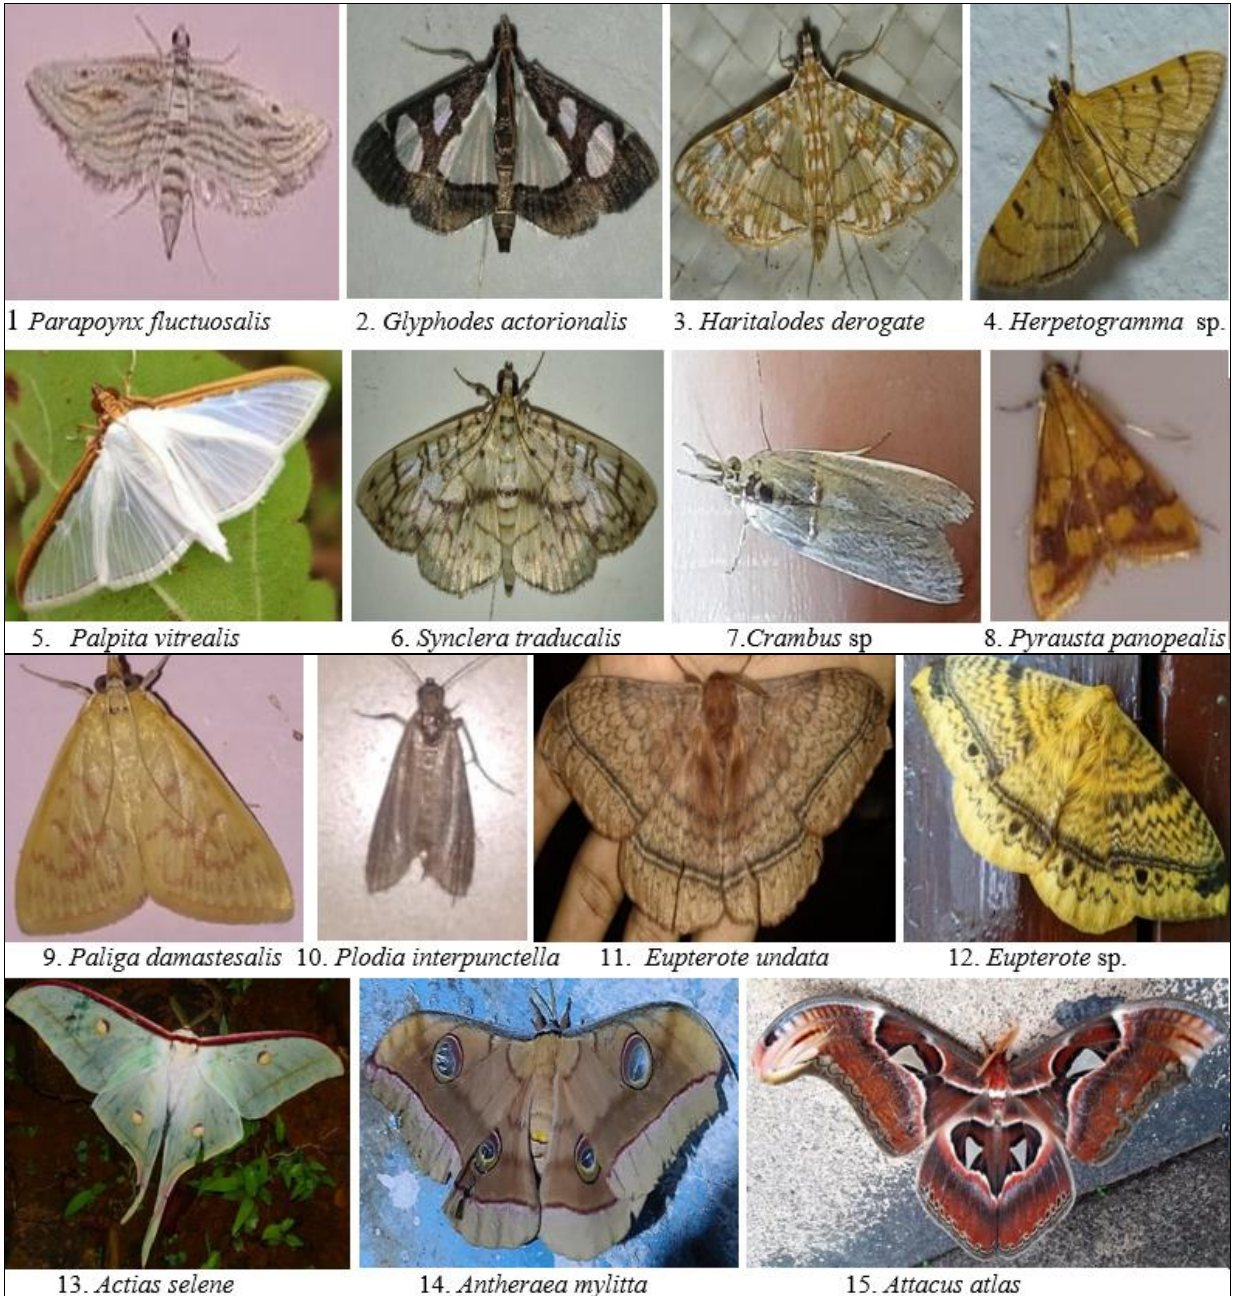 1 Parapoynx fluctuosalis 2. Glyphodes actorionalis 3. Haritalodes derogate 4. Herpetogramma sp.
5. Palpita vitrealis 6. Synclera traducalis 7.Crambus sp 8. Pyrausta panopealis
9. Paliga damastesalis 10. Plodia interpunctella 11. Eupterote undata 12. Eupterote sp.
13. Actias selene 14. Antheraea mylitta 15. Attacus atlas